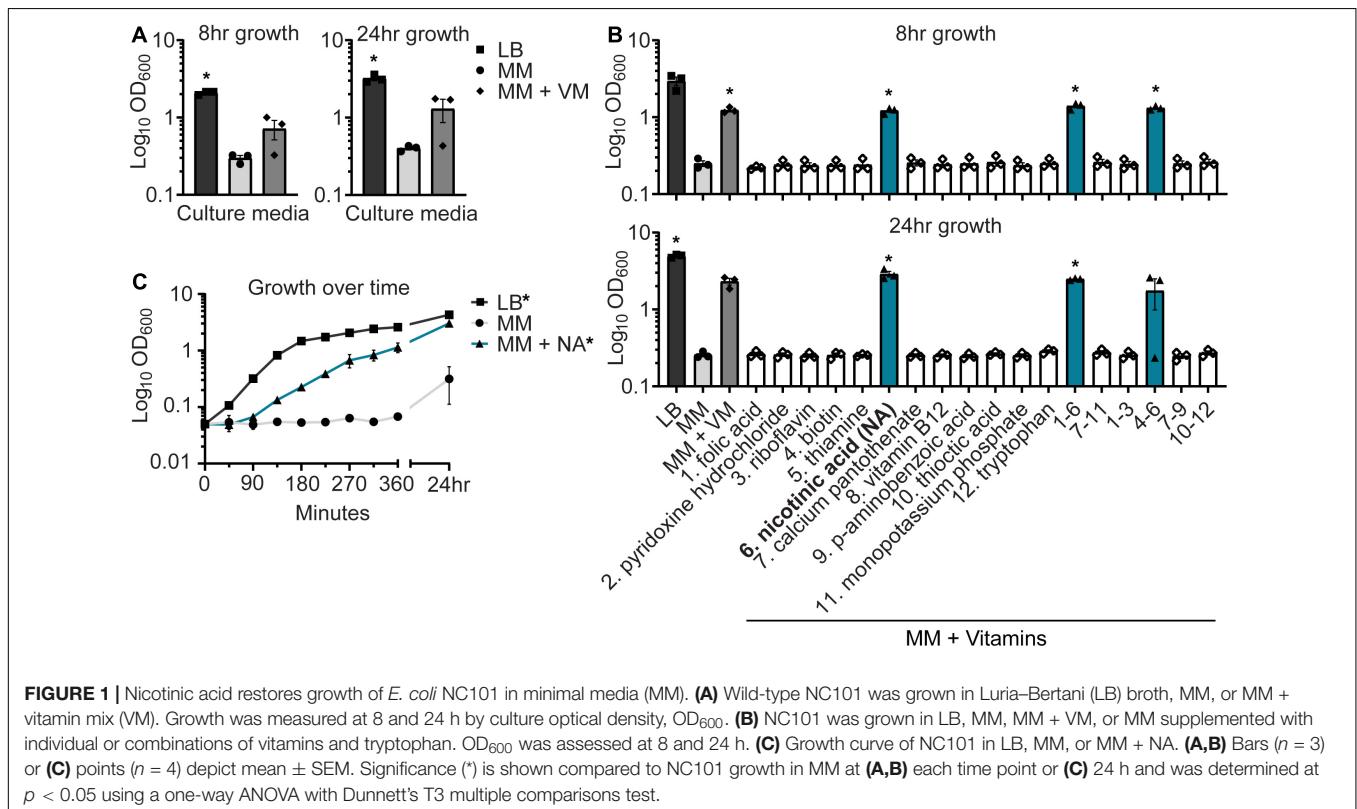 A
8hr growth
24hr growth
LB
MM
MM + VM
Log10 OD600
10
1
0.1
10
1
0.1
*
*
Culture media
Culture media
B
8hr growth
Log10 OD600
10
1
0.1
* * * *
24hr growth
Log10 OD600
10
1
0.1
* * *
LB
MM
MM + VM
1. folic acid
2. pyridoxine hydrochloride
3. riboflavin
4. biotin
5. thiamine
6. nicotinic acid (NA)
7. calcium pantothenate
8. vitamin B12
9. p-aminobenzoic acid
10. thioctic acid
11. monopotassium phosphate
12. tryptophan
1-6
7-11
1-3
4-6
7-9
10-12
MM + Vitamins
C
Growth over time
LB*
MM
MM + NA*
Log10 OD600
10
1
0.1
0.01
0 90 180 270 360 24hr
Minutes
FIGURE 1 | Nicotinic acid restores growth of E. coli NC101 in minimal media (MM). (A) Wild-type NC101 was grown in Luria–Bertani (LB) broth, MM, or MM +
vitamin mix (VM). Growth was measured at 8 and 24 h by culture optical density, OD600. (B) NC101 was grown in LB, MM, MM + VM, or MM supplemented with
individual or combinations of vitamins and tryptophan. OD600 was assessed at 8 and 24 h. (C) Growth curve of NC101 in LB, MM, or MM + NA. (A,B) Bars (n = 3)
or (C) points (n = 4) depict mean ± SEM. Significance (*) is shown compared to NC101 growth in MM at (A,B) each time point or (C) 24 h and was determined at
p < 0.05 using a one-way ANOVA with Dunnett's T3 multiple comparisons test.